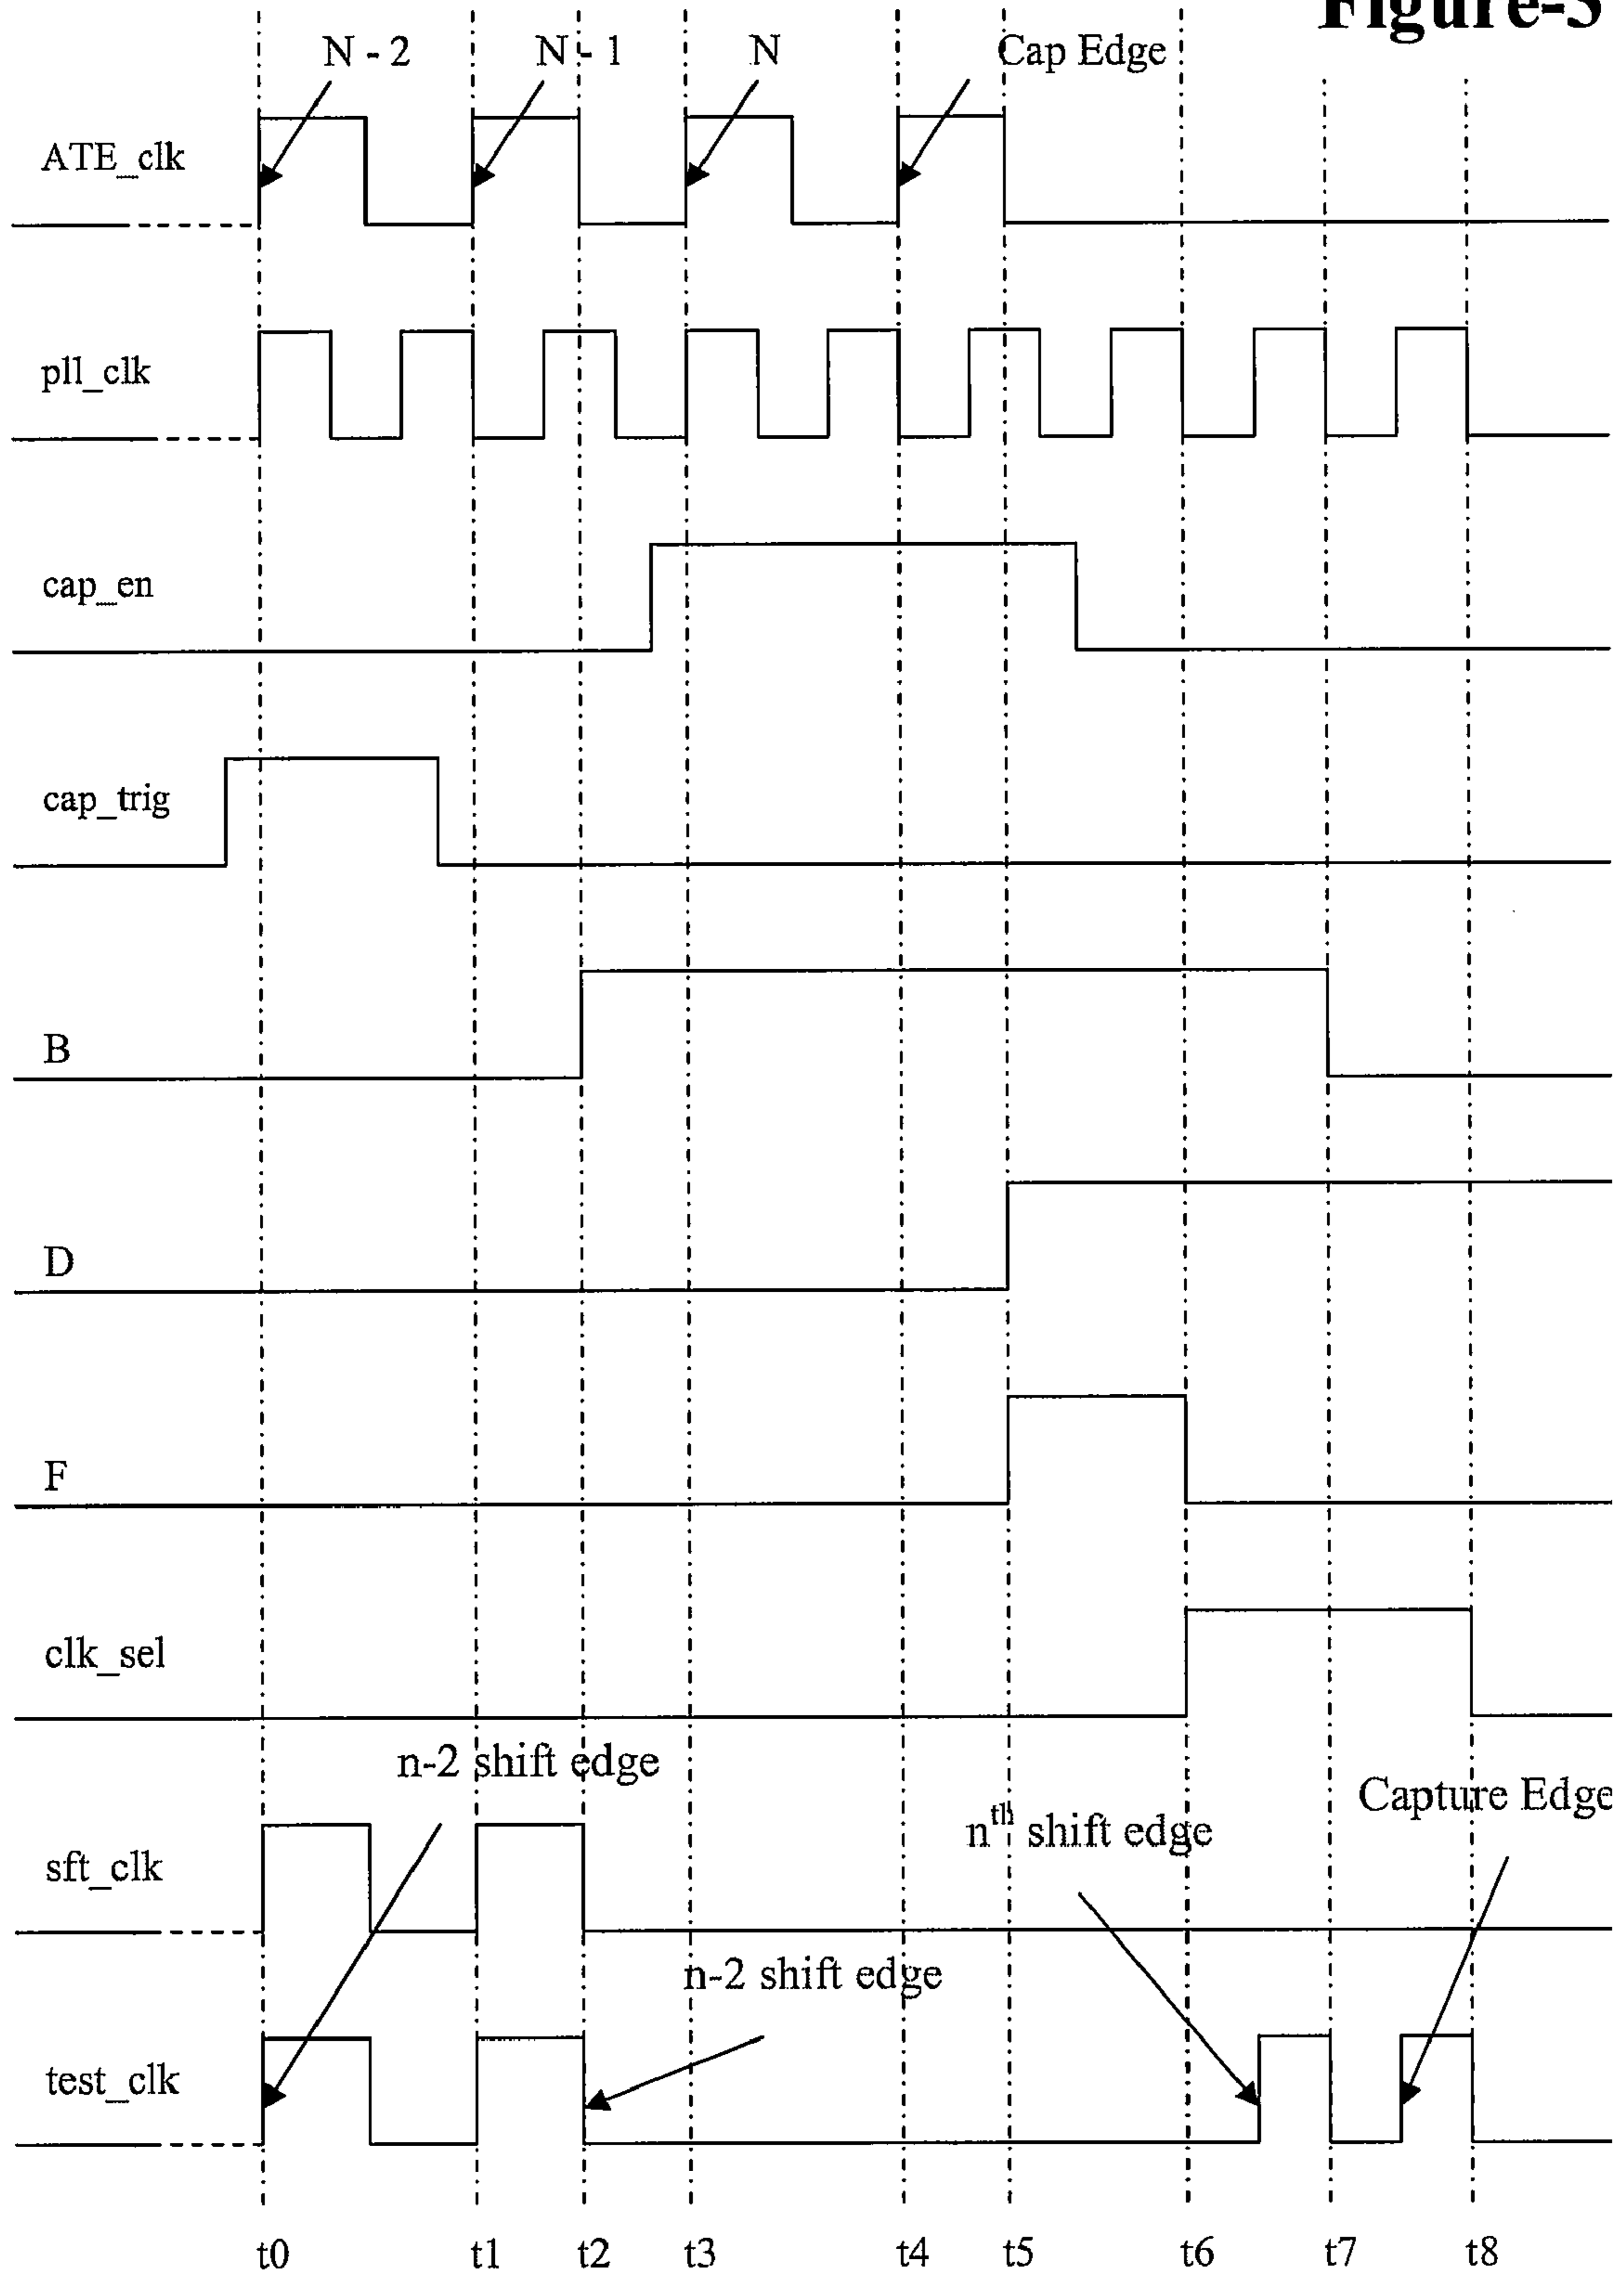 Figure-3
N - 2
N - 1
N
Cap Edge
ATE_clk
pll_clk
cap_en
cap_trig
B
D
F
clk_sel
n-2 shift edge
Capture Edge
nth shift edge
sft_clk
n-2 shift edge
test_clk
t0 t1 t2 t3 t4 t5 t6 t7 t8